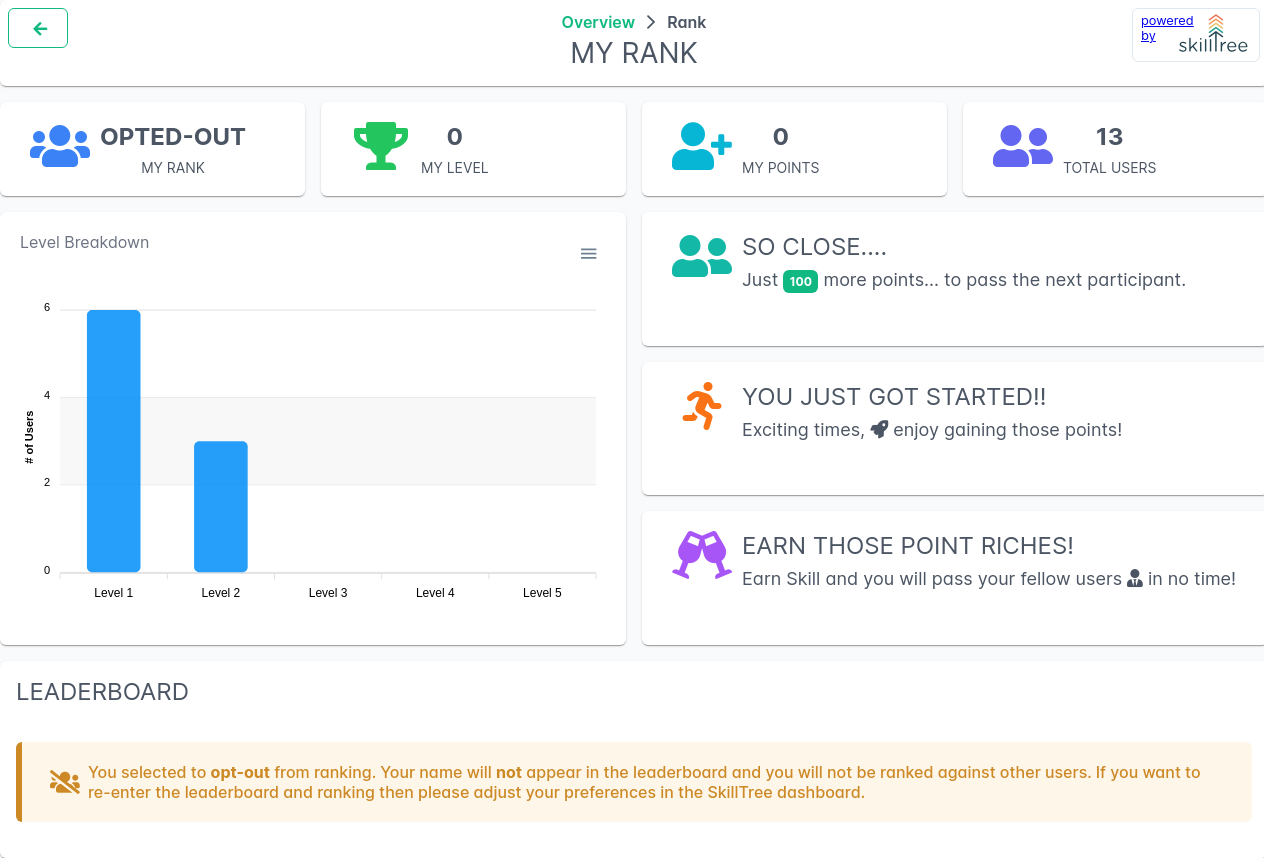 Overview > Rank
MY RANK
powered
by
skilltree
OPTED-OUT
MY RANK
0
MY LEVEL
0
MY POINTS
13
TOTAL USERS
Level Breakdown
6
4
2
0
# of Users
Level 1
Level 2
Level 3
Level 4
Level 5
SO CLOSE....
Just 100 more points... to pass the next participant.
YOU JUST GOT STARTED!!
Exciting times, enjoy gaining those points!
EARN THOSE POINT RICHES!
Earn Skill and you will pass your fellow users in no time!
LEADERBOARD
You selected to opt-out from ranking. Your name will not appear in the leaderboard and you will not be ranked against other users. If you want to
re-enter the leaderboard and ranking then please adjust your preferences in the SkillTree dashboard.